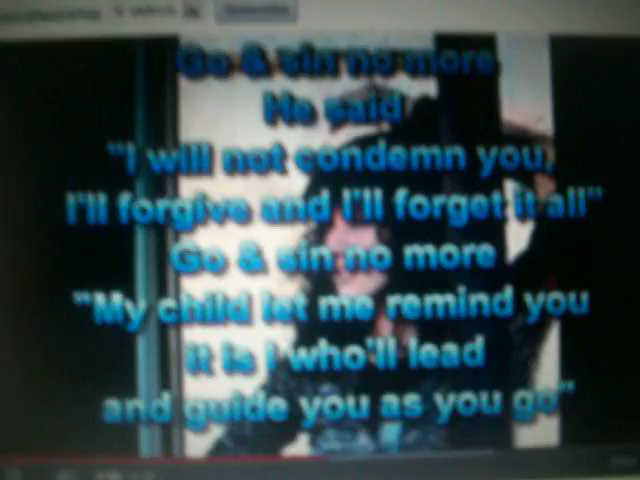 Go & sin no more
He said
"I will not condemn you,
I'll forgive and I'll forget it all"
Go & sin no more
"My child let me remind you
it is I who'll lead
and guide you as you go"